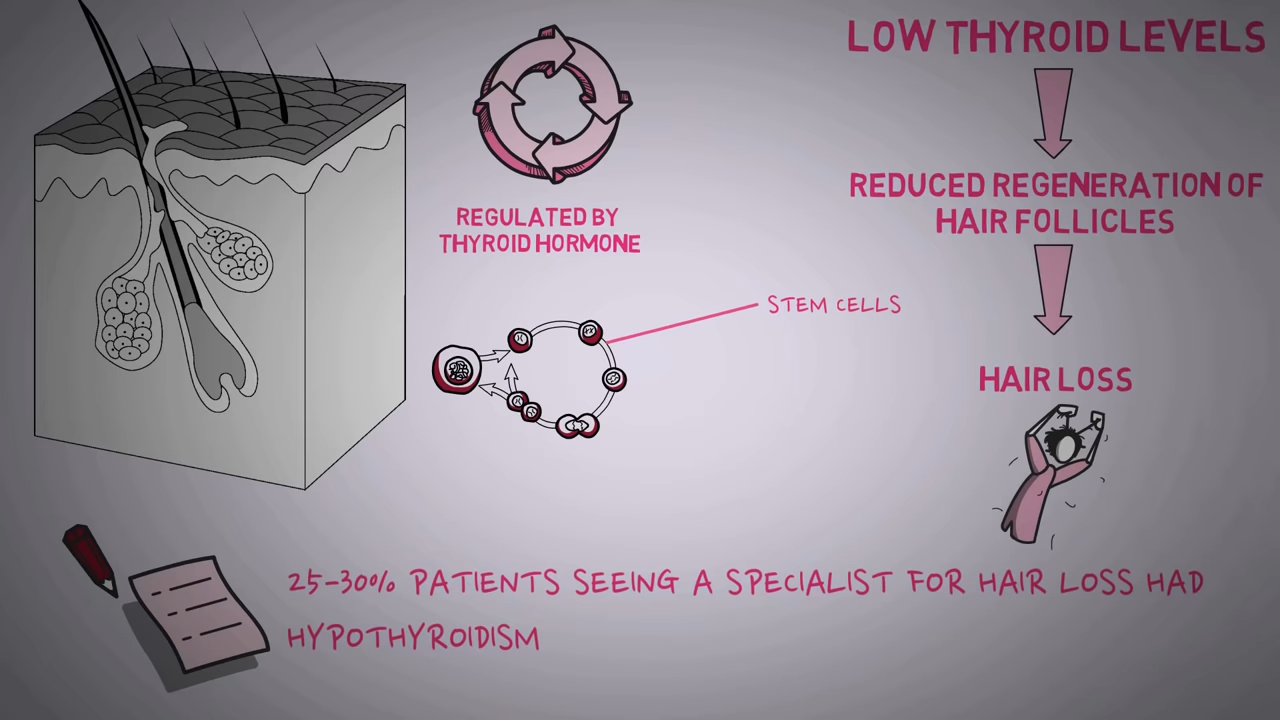 LOW THYROID LEVELS
REGULATED BY
THYROID HORMONE
REDUCED REGENERATION OF
HAIR FOLLICLES
STEM CELLS
HAIR LOSS
25-30% PATIENTS SEEING A SPECIALIST FOR HAIR LOSS HAD
HYPOTHYROIDISM